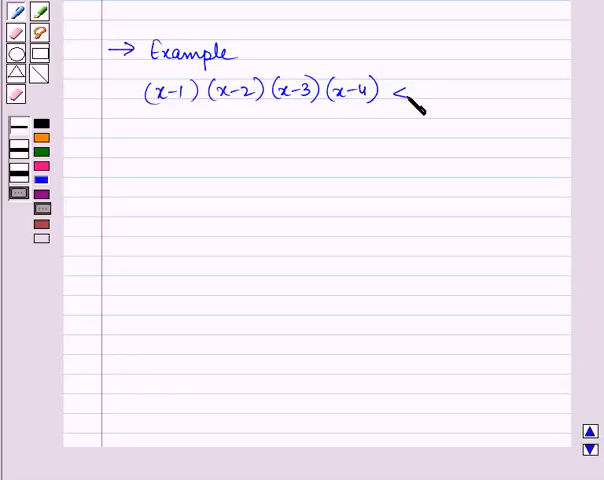 → Example
(x-1) (x-2) (x-3) (x-4) <